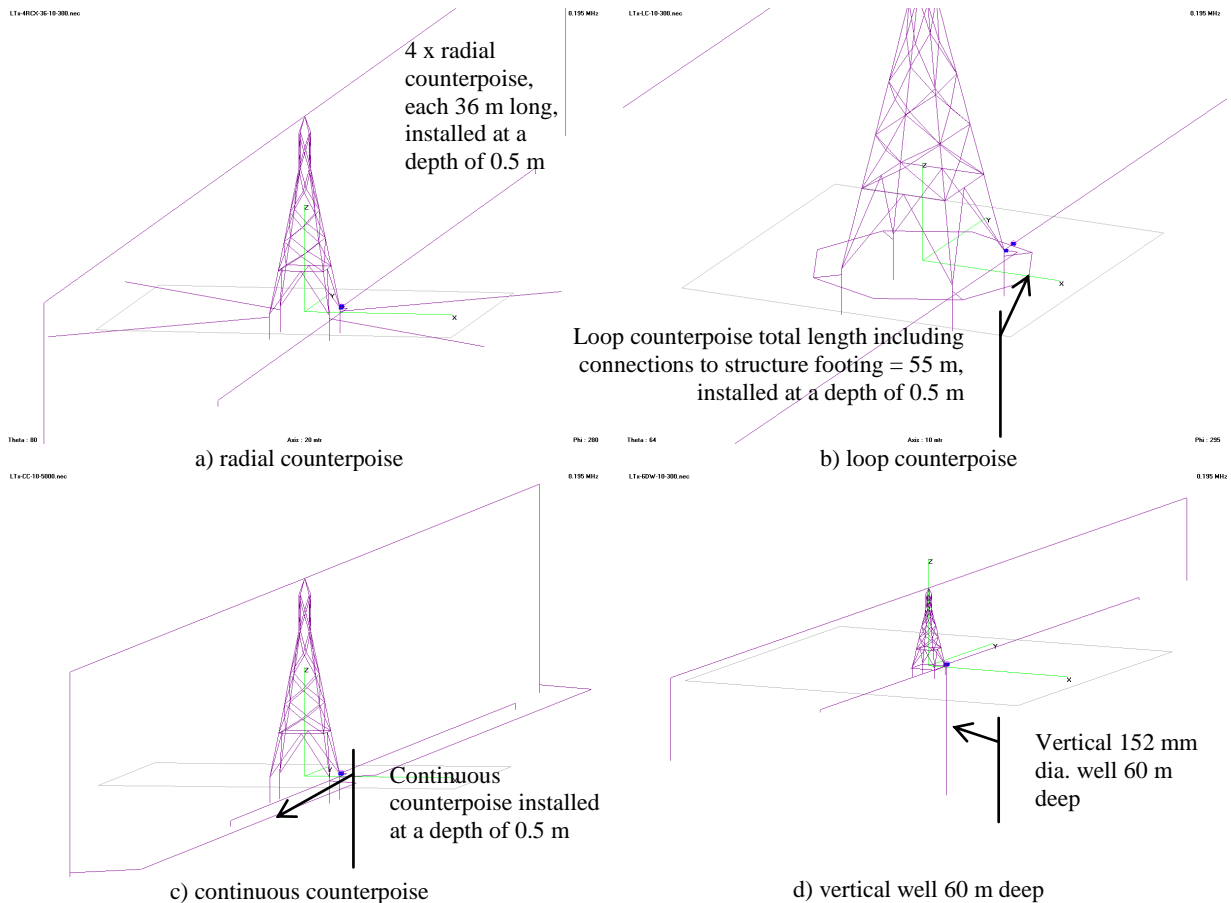 LTx-4RCX-36-10-300.nec
0.195 MHz
4 x radial
counterpoise,
each 36 m long,
installed at a
depth of 0.5 m
Z
Y
X
Theta : 80
Axis : 20 mtr
Phi : 280
a) radial counterpoise
LTx-LC-10-300.nec
0.195 MHz
Z
Y
X
Loop counterpoise total length including
connections to structure footing = 55 m,
installed at a depth of 0.5 m
Theta : 64
Axis : 10 mtr
Phi : 295
b) loop counterpoise
LTx-CC-10-5000.nec
0.195 MHz
Z
Y
X
Continuous
counterpoise installed
at a depth of 0.5 m
c) continuous counterpoise
LTx-6DW-10-300.nec
0.195 MHz
Z
Y
X
Vertical 152 mm
dia. well 60 m
deep
d) vertical well 60 m deep